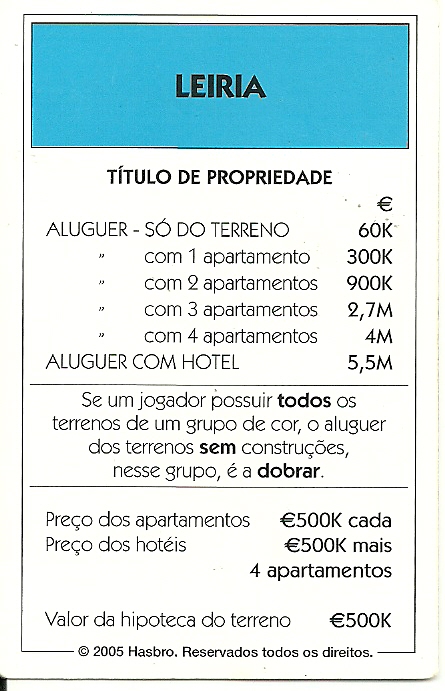 LEIRIA
TÍTULO DE PROPRIEDADE
€
ALUGUER - SÓ DO TERRENO 60K
" com 1 apartamento 300K
" com 2 apartamentos 900K
" com 3 apartamentos 2,7M
" com 4 apartamentos 4M
ALUGUER COM HOTEL 5,5M
Se um jogador possuir todos os
terrenos de um grupo de cor, o aluguer
dos terrenos sem construções,
nesse grupo, é a dobrar.
Preço dos apartamentos €500K cada
Preço dos hotéis €500K mais
4 apartamentos
Valor da hipoteca do terreno €500K
© 2005 Hasbro. Reservados todos os direitos.